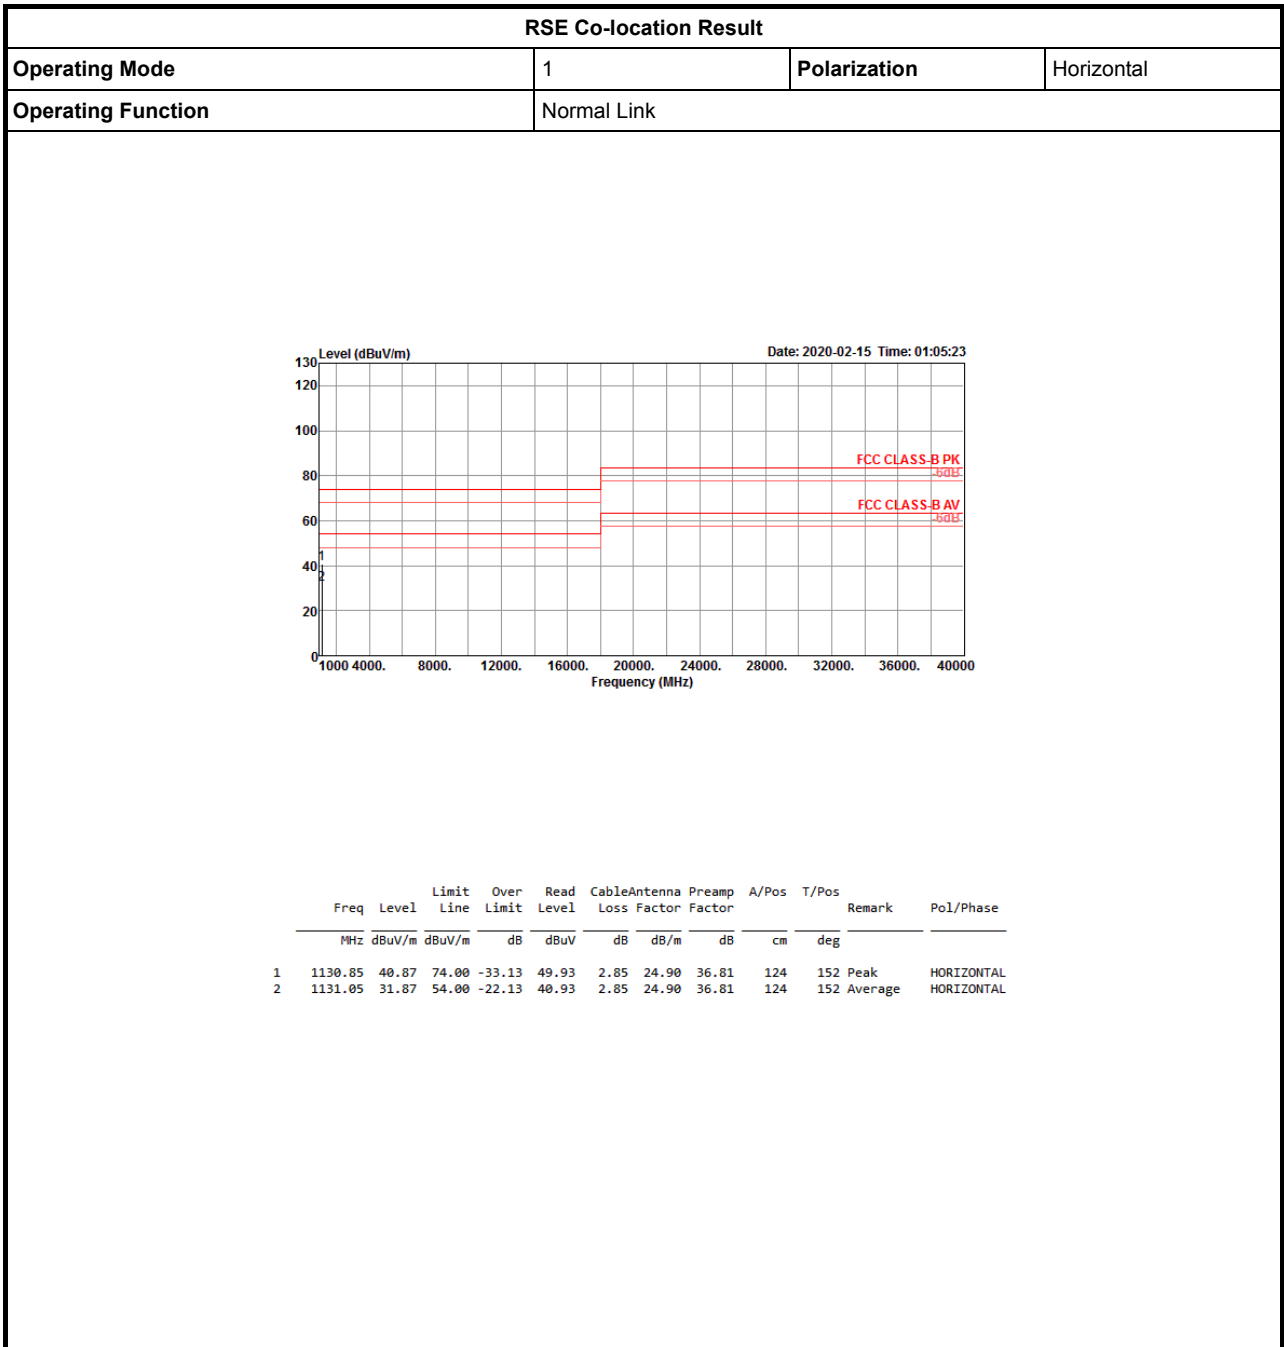 RSE Co-location Result
Operating Mode 1 Polarization Horizontal
Operating Function Normal Link
Level (dBuV/m) Date: 2020-02-15 Time: 01:05:23
130
120
100
FCC CLASS-B PK
80 -6dB
FCC CLASS-B AV
60 -6dB
1
40
2
20
0
1000 4000. 8000. 12000. 16000. 20000. 24000. 28000. 32000. 36000. 40000
Frequency (MHz)
Limit Over Read CableAntenna Preamp A/Pos T/Pos
Freq Level Line Limit Level Loss Factor Factor Remark Pol/Phase
MHz dBuV/m dBuV/m dB dBuV dB dB/m dB cm deg
1 1130.85 40.87 74.00 -33.13 49.93 2.85 24.90 36.81 124 152 Peak HORIZONTAL
2 1131.05 31.87 54.00 -22.13 40.93 2.85 24.90 36.81 124 152 Average HORIZONTAL